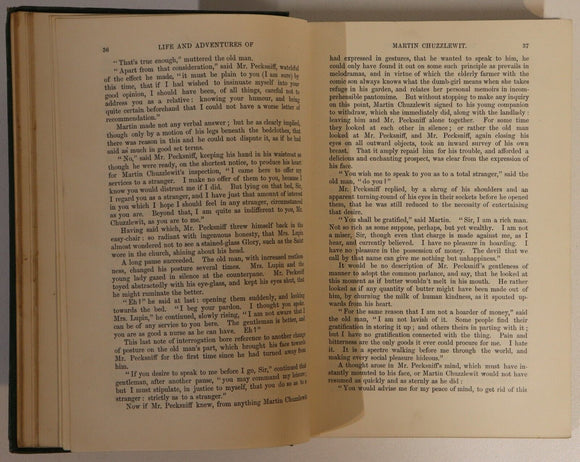 36 LIFE AND ADVENTURES OF
"That's true enough," muttered the old man.
"Apart from that consideration," said Mr. Pecksniff, watchful
of the effect he made, "it must be plain to you (I am sure) by
this time, that if I had wished to insinuate myself into your
good opinion, I should have been, of all things, careful not to
address you as a relative: knowing your humour, and being
quite certain beforehand that I could not have a worse letter of
recommendation."
Martin made not any verbal answer; but he as clearly implied,
though only by a motion of his legs beneath the bedclothes, that
there was reason in this and he could not dispute it, as if he had
said as much in good set terms.
"No," said Mr. Pecksniff, keeping his hand in his waistcoat as
though he were ready, on the shortest notice, to produce his heart
for Martin Chuzzlewit's inspection, "I came here to offer my
services to a stranger. I make no offer of them to you, because I
know you would distrust me if I did. But lying on that bed, Sir,
I regard you as a stranger, and I have just that amount of interest
in you which I hope I should feel in any stranger, circumstanced
as you are. Beyond that, I am quite as indifferent to you, Mr.
Chuzzlewit, as you are to me."
Having said which, Mr. Pecksniff threw himself back in the
easy-chair: so radiant with ingenuous honesty, that Mrs. Lupin
almost wondered not to see a stained-glass Glory, such as the Saint
wore in the church, shining about his head.
A long pause succeeded. The old man, with increased restless-
ness, changed his posture several times. Mrs. Lupin and the
young lady gazed in silence at the counterpane. Mr. Pecksniff
toyed abstractedly with his eye-glass, and kept his eyes shut, that
he might ruminate the better.
"Eh?" he said at last: opening them suddenly, and looking
towards the bed. "I beg your pardon. I thought you spoke.
Mrs. Lupin," he continued, slowly rising, "I am not aware that I
can be of any service to you here. The gentleman is better, and
you are as good a nurse as he can have. Eh?"
This last note of interrogation bore reference to another change
of posture on the old man's part, which brought his face towards
Mr. Pecksniff for the first time since he had turned away from
him.
"If you desire to speak to me before I go, Sir," continued that
gentleman, after another pause, "you may command my leisure;
but I must stipulate, in justice to myself, that you do so as to a
stranger: strictly as to a stranger."
Now if Mr. Pecksniff knew, from anything Martin Chuzzlewit
MARTIN CHUZZLEWIT. 37
had expressed in gestures, that he wanted to speak to him, he
could only have found it out on some such principle as prevails in
melodramas, and in virtue of which the elderly farmer with the
comic son always knows what the dumb-girl means when she takes
refuge in his garden, and relates her personal memoirs in incom-
prehensible pantomime. But without stopping to make any inquiry
on this point, Martin Chuzzlewit signed to his young companion
to withdraw, which she immediately did, along with the landlady:
leaving him and Mr. Pecksniff alone together. For some time
they looked at each other in silence; or rather the old man
looked at Mr. Pecksniff, and Mr. Pecksniff, again closing his
eyes on all outward objects, took an inward survey of his own
breast. That it amply repaid him for his trouble, and afforded a
delicious and enchanting prospect, was clear from the expression of
his face.
"You wish me to speak to you as to a total stranger," said the
old man, "do you?"
Mr. Pecksniff replied, by a shrug of his shoulders and an
apparent turning-round of his eyes in their sockets before he opened
them, that he was still reduced to the necessity of entertaining
that desire.
"You shall be gratified," said Martin. "Sir, I am a rich man.
Not so rich as some suppose, perhaps, but yet wealthy. I am not
a miser, Sir, though even that charge is made against me, as I
hear, and currently believed. I have no pleasure in hoarding. I
have no pleasure in the possession of money. The devil that we
call by that name can give me nothing but unhappiness."
It would be no description of Mr. Pecksniff's gentleness of
manner to adopt the common parlance, and say, that he looked at
this moment as if butter wouldn't melt in his mouth. He rather
looked as if any quantity of butter might have been made out of
him, by churning the milk of human kindness, as it spouted up-
wards from his heart.
"For the same reason that I am not a hoarder of money," said
the old man, "I am not lavish of it. Some people find their
gratification in storing it up; and others theirs in parting with it;
but I have no gratification connected with the thing. Pain and
bitterness are the only goods it ever could procure for me. I hate
it. It is a spectre walking before me through the world, and
making every social pleasure hideous."
A thought arose in Mr. Pecksniff's mind, which must have in-
stantly mounted to his face, or Martin Chuzzlewit would not have
resumed as quickly and as sternly as he did:
"You would advise me for my peace of mind, to get rid of this